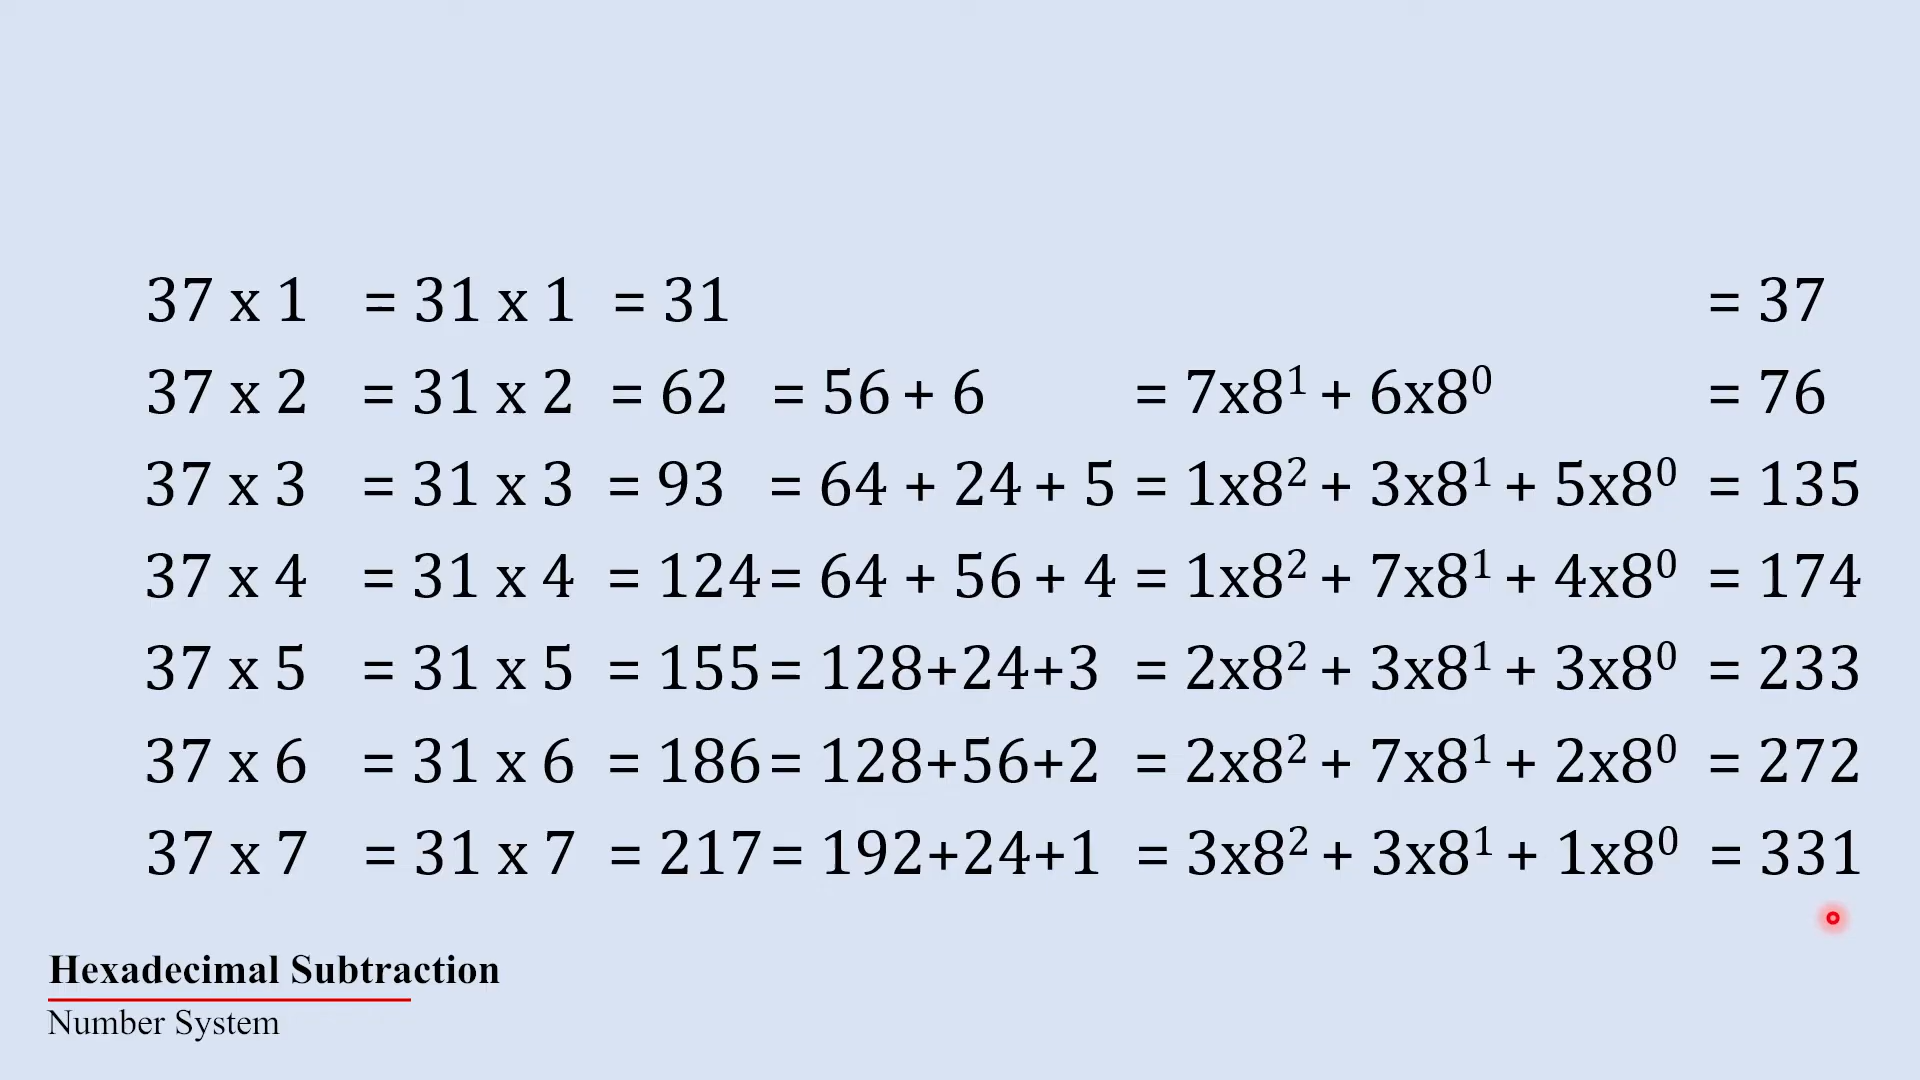 37 x 1 = 31 x 1 = 31 = 37
37 x 2 = 31 x 2 = 62 = 56 + 6 = 7x8¹ + 6x8⁰ = 76
37 x 3 = 31 x 3 = 93 = 64 + 24 + 5 = 1x8² + 3x8¹ + 5x8⁰ = 135
37 x 4 = 31 x 4 = 124 = 64 + 56 + 4 = 1x8² + 7x8¹ + 4x8⁰ = 174
37 x 5 = 31 x 5 = 155 = 128+24+3 = 2x8² + 3x8¹ + 3x8⁰ = 233
37 x 6 = 31 x 6 = 186 = 128+56+2 = 2x8² + 7x8¹ + 2x8⁰ = 272
37 x 7 = 31 x 7 = 217 = 192+24+1 = 3x8² + 3x8¹ + 1x8⁰ = 331
Hexadecimal Subtraction
Number System